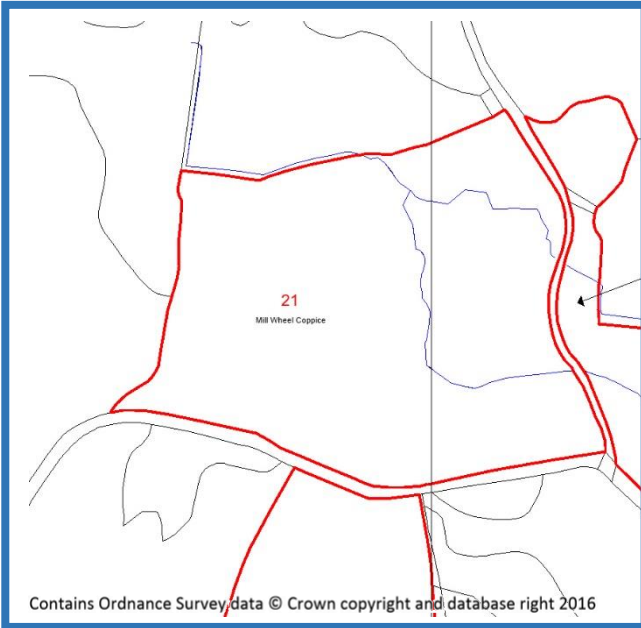 21
Mill Wheel Coppice
Contains Ordnance Survey data © Crown copyright and database right 2016